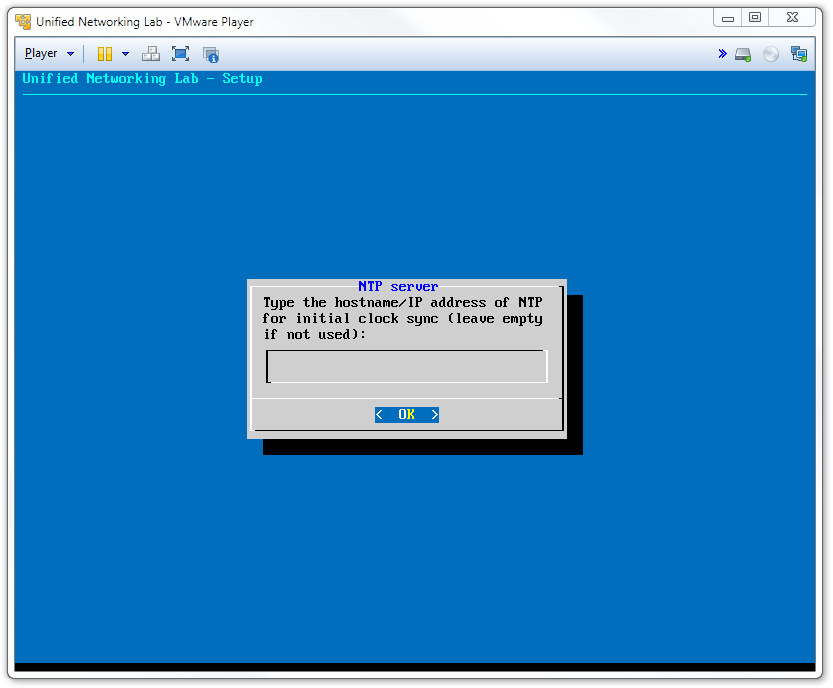 Unified Networking Lab - VMware Player
Player
Unified Networking Lab - Setup
NTP server
Type the hostname/IP address of NTP
for initial clock sync (leave empty
if not used):
< OK >